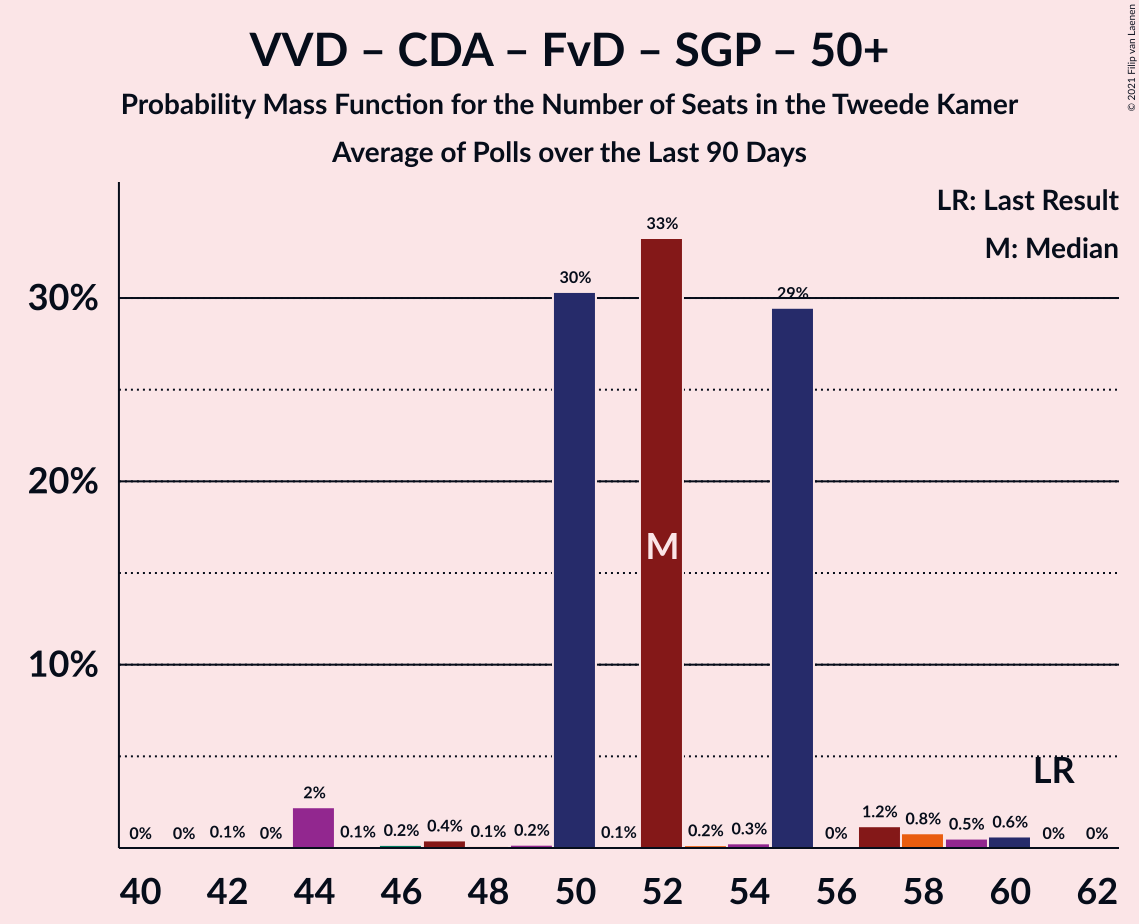 VVD – CDA – FvD – SGP – 50+
Probability Mass Function for the Number of Seats in the Tweede Kamer
Average of Polls over the Last 90 Days
© 2021 Filip van Laenen
LR: Last Result
M: Median
30%
20%
10%
0%
0%
0.1%
0%
2%
0.1%
0.2%
0.4%
0.1%
0.2%
30%
0.1%
33%
0.2%
0.3%
29%
0%
1.2%
0.8%
0.5%
0.6%
0%
0%
M
LR
40 42 44 46 48 50 52 54 56 58 60 62